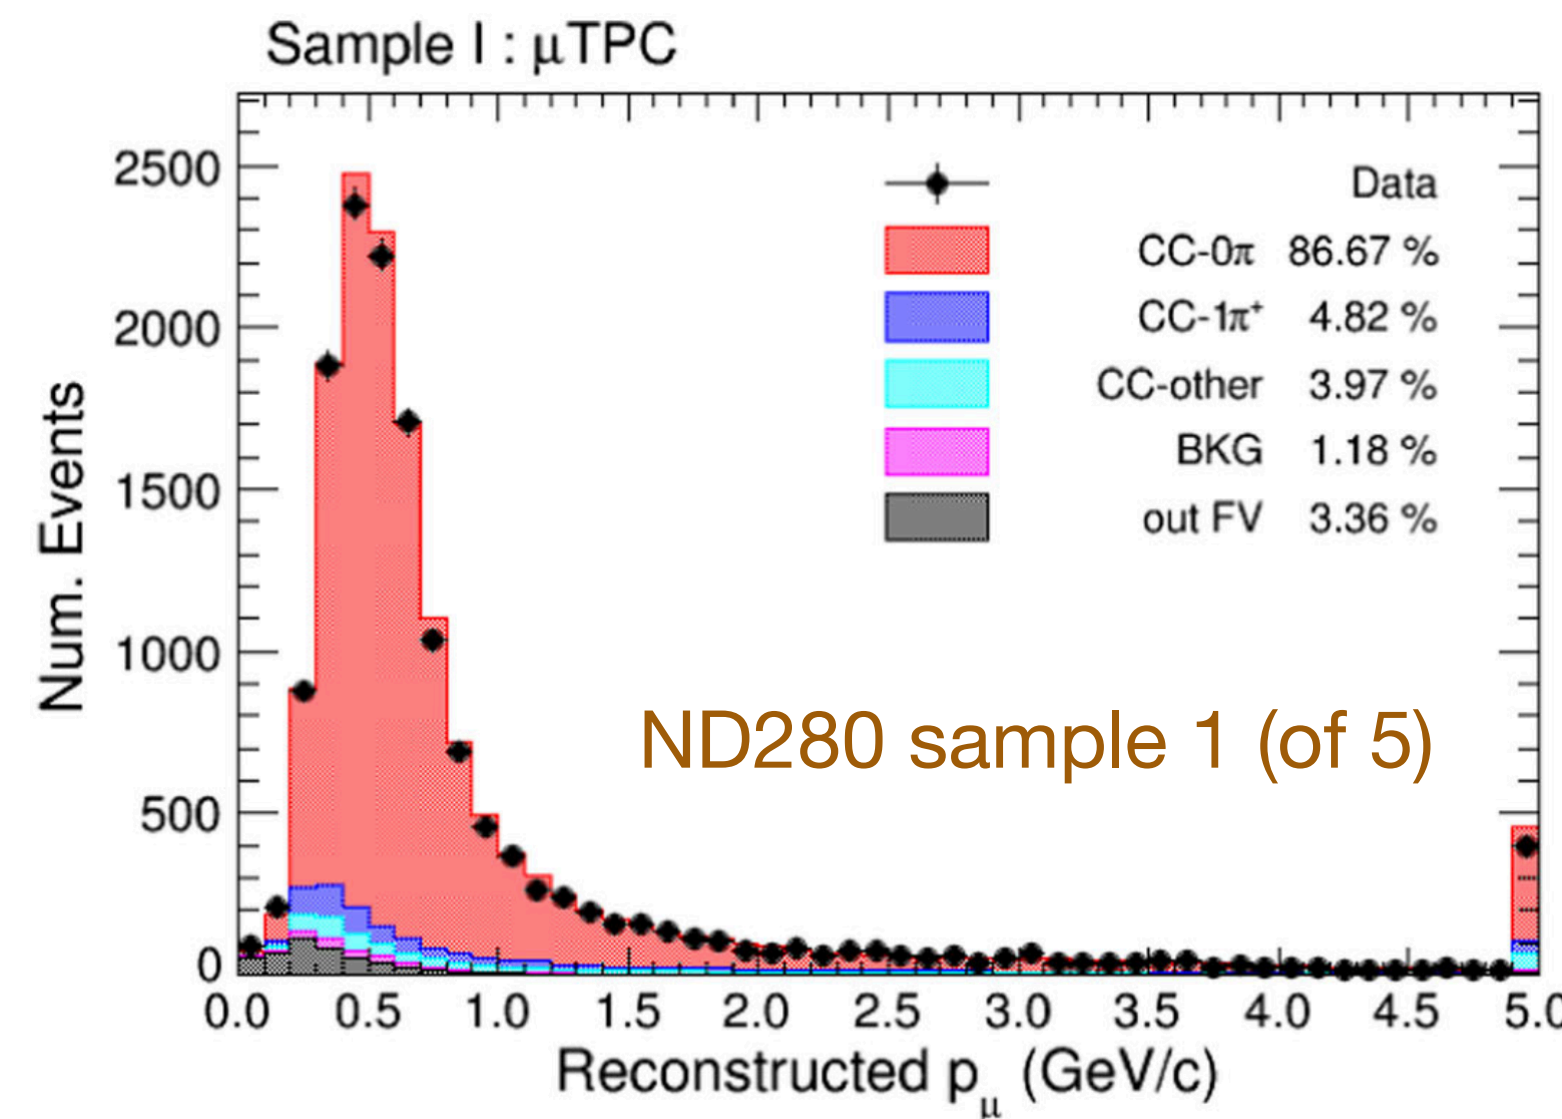 Sample I : μTPC
Num. Events
2500
2000
1500
1000
500
0
Data
CC-0π 86.67 %
CC-1π⁺ 4.82 %
CC-other 3.97 %
BKG 1.18 %
out FV 3.36 %
ND280 sample 1 (of 5)
0.0 0.5 1.0 1.5 2.0 2.5 3.0 3.5 4.0 4.5 5.0
Reconstructed pμ (GeV/c)